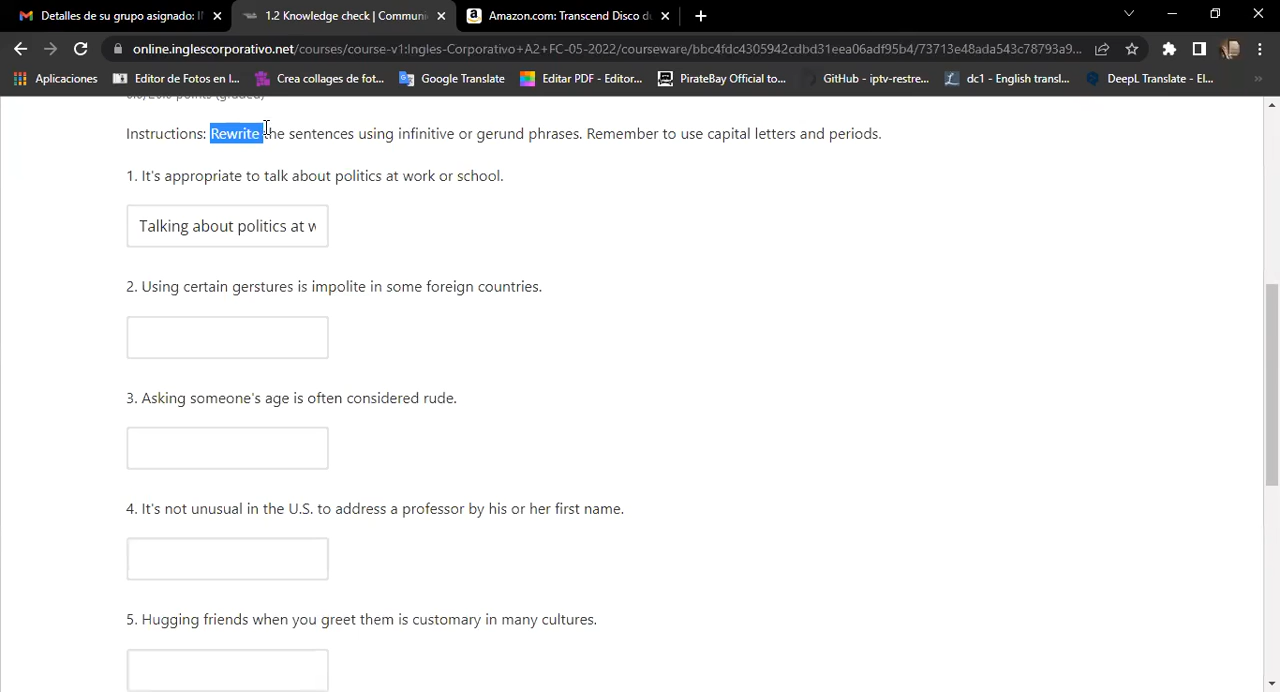 Detalles de su grupo asignado: I
1.2 Knowledge check | Communi
Amazon.com: Transcend Disco d
online.inglescorporativo.net/courses/course-v1:Ingles-Corporativo+A2+FC-05-2022/courseware/bbc4fdc4305942cdbd31eea06adf95b4/73713e48ada543c78793a9...
Aplicaciones
Editor de Fotos en l...
Crea collages de fot...
Google Translate
Editar PDF - Editor...
PirateBay Official to...
GitHub - iptv-restre...
dc1 - English transl...
DeepL Translate - El...
points (graded)
Instructions: Rewrite the sentences using infinitive or gerund phrases. Remember to use capital letters and periods.
1. It's appropriate to talk about politics at work or school.
Talking about politics at w
2. Using certain gerstures is impolite in some foreign countries.
3. Asking someone's age is often considered rude.
4. It's not unusual in the U.S. to address a professor by his or her first name.
5. Hugging friends when you greet them is customary in many cultures.